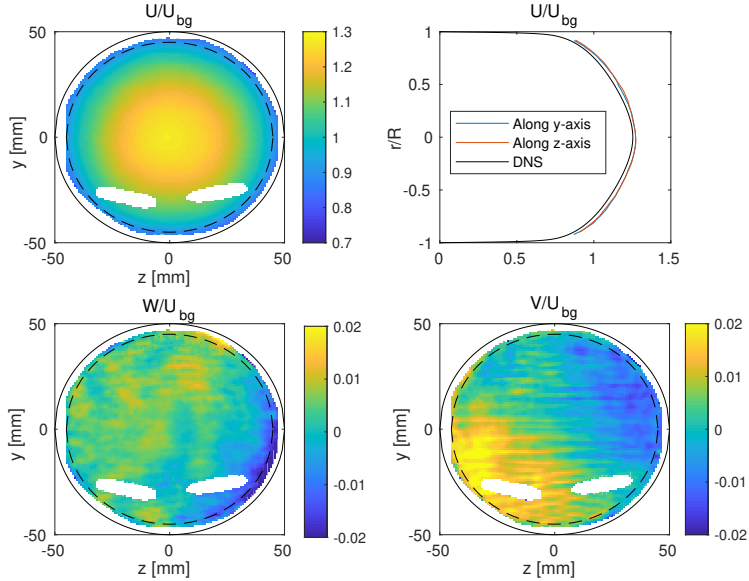 U/U_bg
50
0
-50
y [mm]
-50 0 50
z [mm]
1.3
1.2
1.1
1
0.9
0.8
0.7
U/U_bg
1
0.5
0
-0.5
-1
r/R
0 0.5 1 1.5
Along y-axis
Along z-axis
DNS
W/U_bg
50
0
-50
y [mm]
-50 0 50
z [mm]
0.02
0.01
0
-0.01
-0.02
V/U_bg
50
0
-50
y [mm]
-50 0 50
z [mm]
0.02
0.01
0
-0.01
-0.02